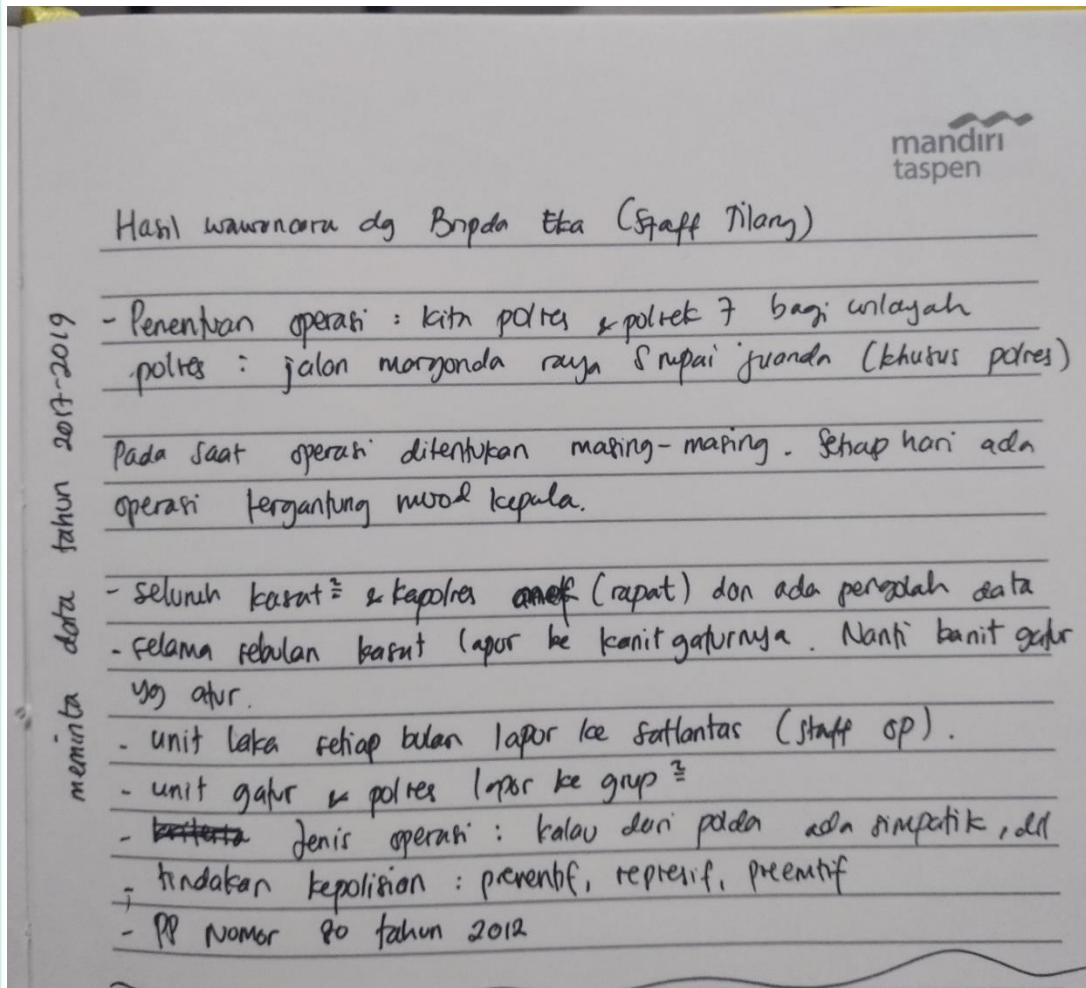 mandiri
taspen
Hasil wawancara dg Bripda Eka (Staff Tilang)
- Penentuan operasi : kita polres & polsek 7 bagi wilayah
polres : jalan margonda raya smpai juanda (khusus polres)
Pada saat operasi ditentukan masing-masing. Setiap hari ada
operasi tergantung mood kepala.
- Seluruh kasat² & kapolres anef (rapat) dan ada pengolah data
- selama sebulan kasat lapor ke kanit gaturnya. Nanti banit gatur
yg atur.
- unit laka setiap bulan lapor ke satlantas (staff op).
- unit gatur & polres lapor ke grup²
- Jenis operasi : kalau dari polda ada simpatik, dll
- tindakan kepolisian : preventif, represif, preemtif
- PP Nomor 80 tahun 2012
meminta data tahun 2017-2019